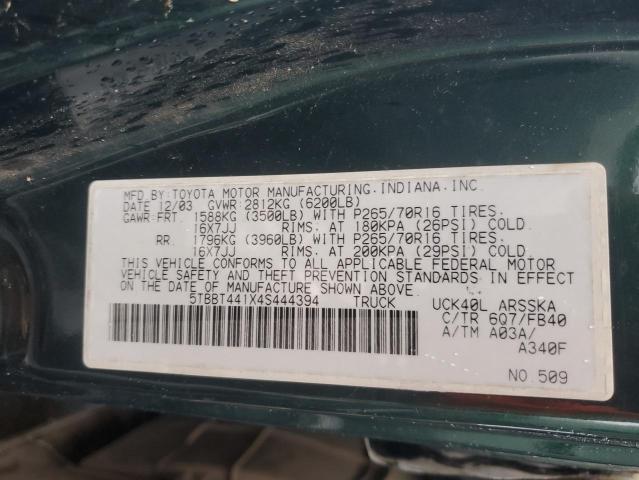 MFD.BY:TOYOTA MOTOR MANUFACTURING,INDIANA,INC.
DATE 12/03 GVWR 2812KG (6200LB)
GAWR:FRT. 1588KG (3500LB) WITH P265/70R16 TIRES,
16X7JJ RIMS, AT 180KPA (26PSI) COLD.
RR. 1796KG (3960LB) WITH P265/70R16 TIRES,
16X7JJ RIMS, AT 200KPA (29PSI) COLD.
THIS VEHICLE CONFORMS TO ALL APPLICABLE FEDERAL MOTOR
VEHICLE SAFETY AND THEFT PREVENTION STANDARDS IN EFFECT
ON THE DATE OF MANUFACTURE SHOWN ABOVE.
5TBBT441X4S444394 TRUCK UCK40L ARSSKA
C/TR 6Q7/FB40
A/TM A03A/
A340F
NO.509